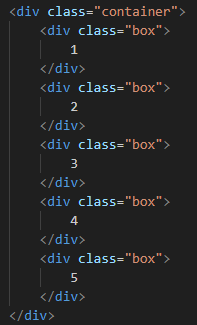 <div class="container">
    <div class="box">
        1
    </div>
    <div class="box">
        2
    </div>
    <div class="box">
        3
    </div>
    <div class="box">
        4
    </div>
    <div class="box">
        5
    </div>
</div>